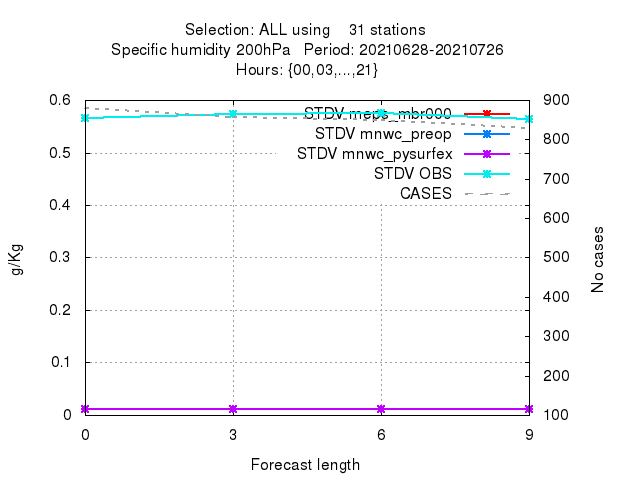 Selection: ALL using    31 stations
Specific humidity 200hPa   Period: 20210628-20210726
Hours: {00,03,...,21}
STDV meps_mbr000
STDV mnwc_preop
STDV mnwc_pysurfex
STDV OBS
CASES
g/Kg
0.6
0.5
0.4
0.3
0.2
0.1
0
900
800
700
600
500
400
300
200
100
No cases
0 3 6 9
Forecast length